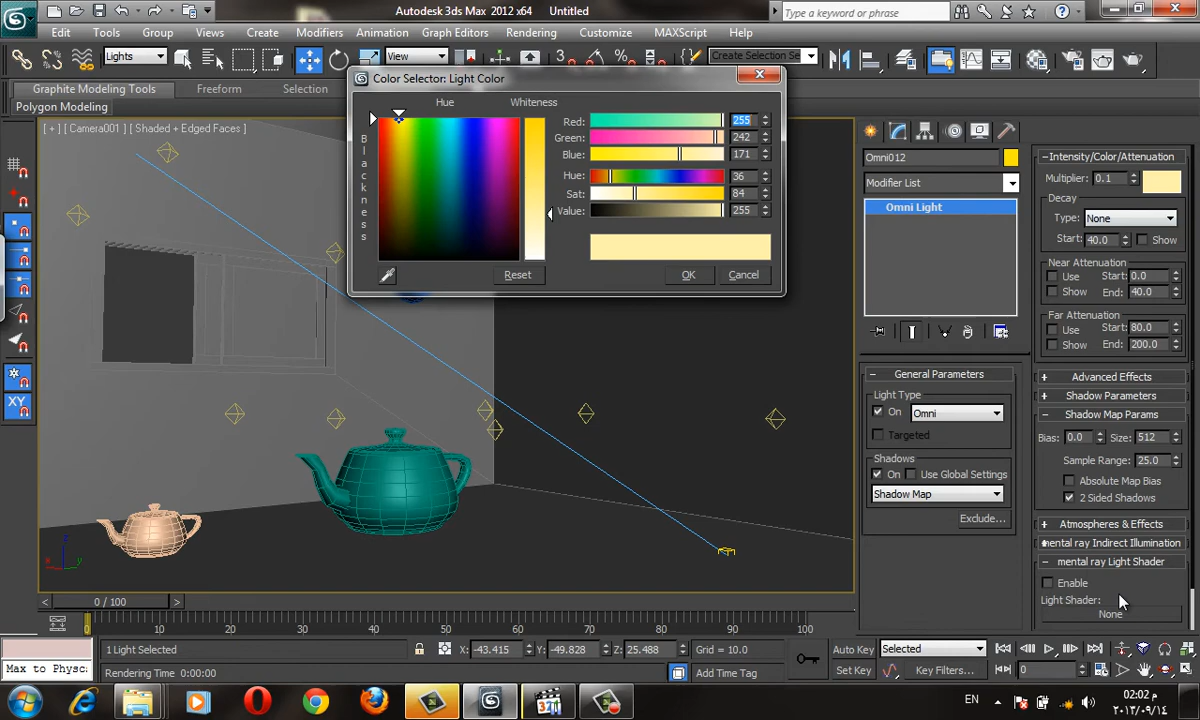 Autodesk 3ds Max 2012 x64 Untitled
Type a keyword or phrase
Edit Tools Group Views Create Modifiers Animation Graph Editors Rendering Customize MAXScript Help
Lights View Create Selection Se
Graphite Modeling Tools Freeform Selection
Polygon Modeling
[ + ] [ Camera001 ] [ Shaded + Edged Faces ]
Color Selector: Light Color
Hue Whiteness
Blackness
Red: 255
Green: 242
Blue: 171
Hue: 36
Sat: 84
Value: 255
Reset OK Cancel
Omni012
Modifier List
Omni Light
General Parameters
Light Type
On Omni
Targeted
Shadows
On Use Global Settings
Shadow Map
Exclude...
Intensity/Color/Attenuation
Multiplier: 0.1
Decay
Type: None
Start: 40.0 Show
Near Attenuation
Use Start: 0.0
Show End: 40.0
Far Attenuation
Use Start: 80.0
Show End: 200.0
Advanced Effects
Shadow Parameters
Shadow Map Params
Bias: 0.0 Size: 512
Sample Range: 25.0
Absolute Map Bias
2 Sided Shadows
Atmospheres & Effects
mental ray Indirect Illumination
mental ray Light Shader
Enable
Light Shader:
None
XY
z
x
0 / 100
0 10 20 30 40 50 60 70 80 90 100
1 Light Selected X: -43.415 Y: -49.828 Z: 25.488 Grid = 10.0 Auto Key Selected
Max to Physc Rendering Time 0:00:00 Add Time Tag Set Key Key Filters... 0
EN
02:02 م
٢٠١٣/٠٩/١٤